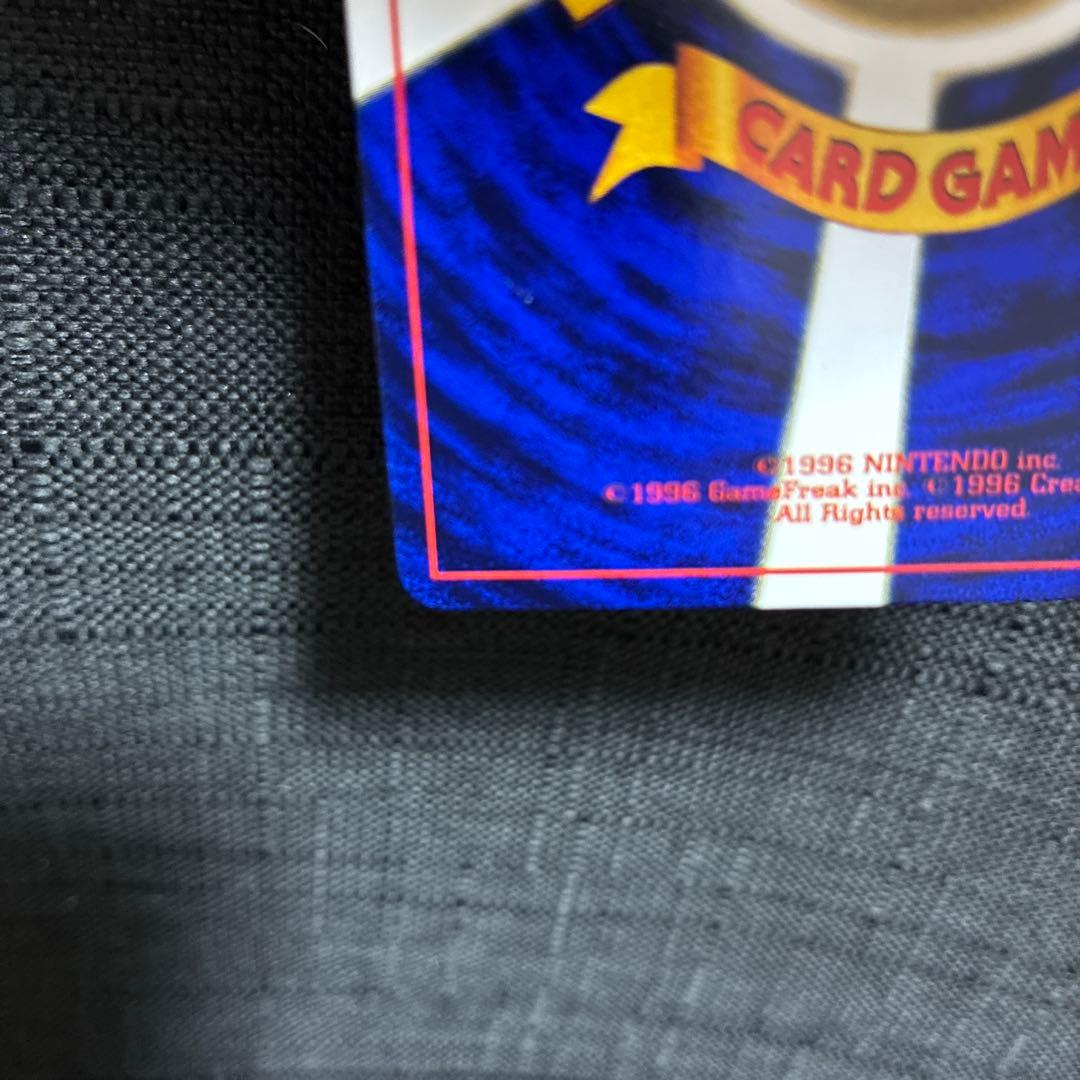 CARD GAM
©1996 NINTENDO inc.
©1996 GameFreak inc. ©1996 Crea
All Rights reserved.